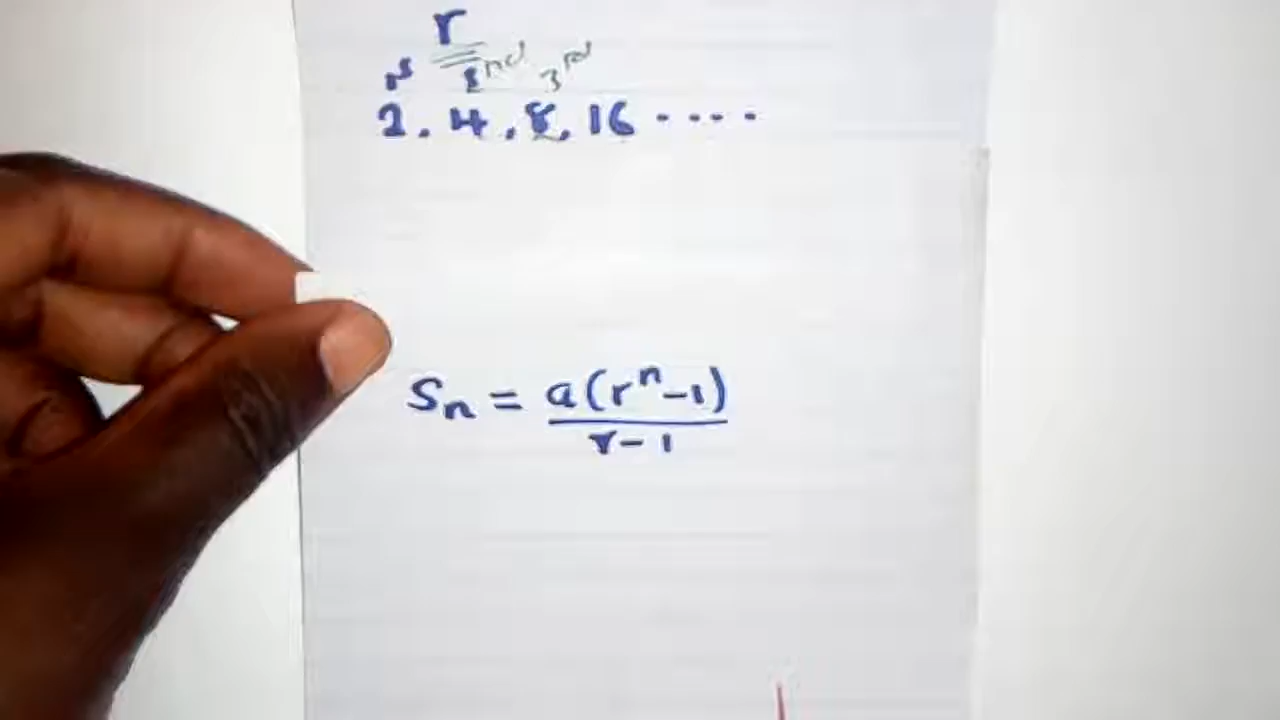 r
2nd 3rd
2, 4, 8, 16 ....
Sn = a(r^n-1)
r-1